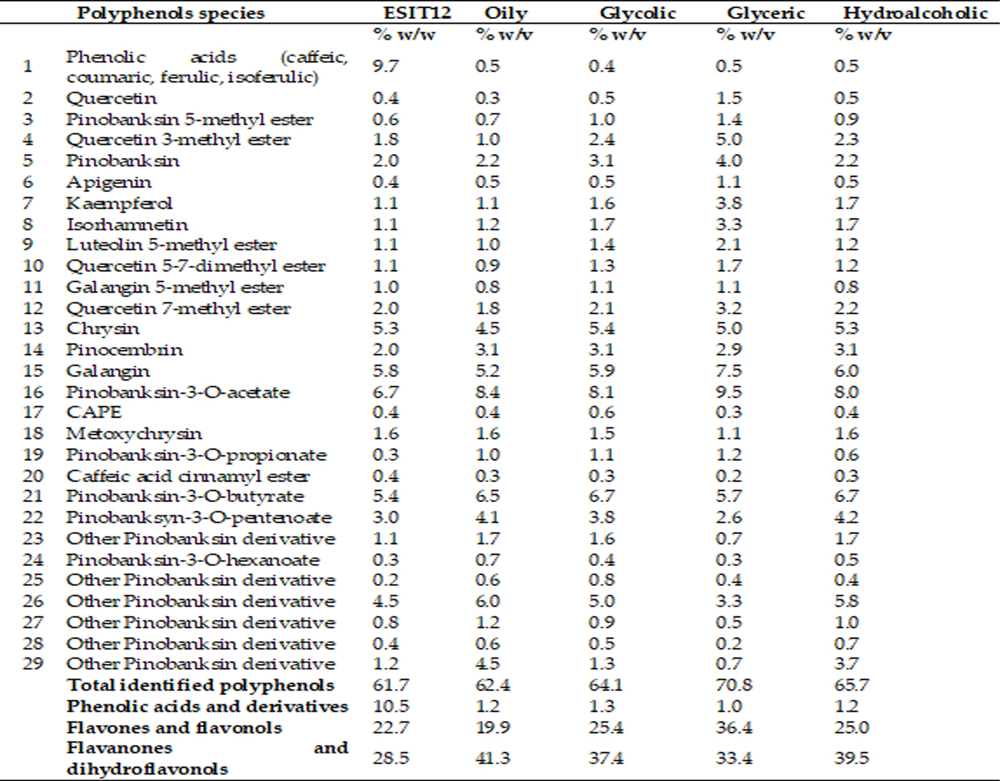 Polyphenols species ESIT12 Oily Glycolic Glyceric Hydroalcoholic
% w/w % w/v % w/v % w/v % w/v
1 Phenolic acids (caffeic, coumaric, ferulic, isoferulic) 9.7 0.5 0.4 0.5 0.5
2 Quercetin 0.4 0.3 0.5 1.5 0.5
3 Pinobanksin 5-methyl ester 0.6 0.7 1.0 1.4 0.9
4 Quercetin 3-methyl ester 1.8 1.0 2.4 5.0 2.3
5 Pinobanksin 2.0 2.2 3.1 4.0 2.2
6 Apigenin 0.4 0.5 0.5 1.1 0.5
7 Kaempferol 1.1 1.1 1.6 3.8 1.7
8 Isorhamnetin 1.1 1.2 1.7 3.3 1.7
9 Luteolin 5-methyl ester 1.1 1.0 1.4 2.1 1.2
10 Quercetin 5-7-dimethyl ester 1.1 0.9 1.3 1.7 1.2
11 Galangin 5-methyl ester 1.0 0.8 1.1 1.1 0.8
12 Quercetin 7-methyl ester 2.0 1.8 2.1 3.2 2.2
13 Chrysin 5.3 4.5 5.4 5.0 5.3
14 Pinocembrin 2.0 3.1 3.1 2.9 3.1
15 Galangin 5.8 5.2 5.9 7.5 6.0
16 Pinobanksin-3-O-acetate 6.7 8.4 8.1 9.5 8.0
17 CAPE 0.4 0.4 0.6 0.3 0.4
18 Metoxychrysin 1.6 1.6 1.5 1.1 1.6
19 Pinobanksin-3-O-propionate 0.3 1.0 1.1 1.2 0.6
20 Caffeic acid cinnamyl ester 0.4 0.3 0.3 0.2 0.3
21 Pinobanksin-3-O-butyrate 5.4 6.5 6.7 5.7 6.7
22 Pinobanksyn-3-O-pentenoate 3.0 4.1 3.8 2.6 4.2
23 Other Pinobanksin derivative 1.1 1.7 1.6 0.7 1.7
24 Pinobanksin-3-O-hexanoate 0.3 0.7 0.4 0.3 0.5
25 Other Pinobanksin derivative 0.2 0.6 0.8 0.4 0.4
26 Other Pinobanksin derivative 4.5 6.0 5.0 3.3 5.8
27 Other Pinobanksin derivative 0.8 1.2 0.9 0.5 1.0
28 Other Pinobanksin derivative 0.4 0.6 0.5 0.2 0.7
29 Other Pinobanksin derivative 1.2 4.5 1.3 0.7 3.7
Total identified polyphenols 61.7 62.4 64.1 70.8 65.7
Phenolic acids and derivatives 10.5 1.2 1.3 1.0 1.2
Flavones and flavonols 22.7 19.9 25.4 36.4 25.0
Flavanones and dihydroflavonols 28.5 41.3 37.4 33.4 39.5